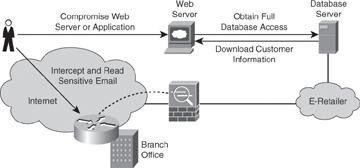 Compromise Web
Server or Application
Web
Server
Obtain Full
Database Access
Database
Server
Download Customer
Information
Intercept and Read
Sensitive Email
Internet
E-Retailer
Branch
Office